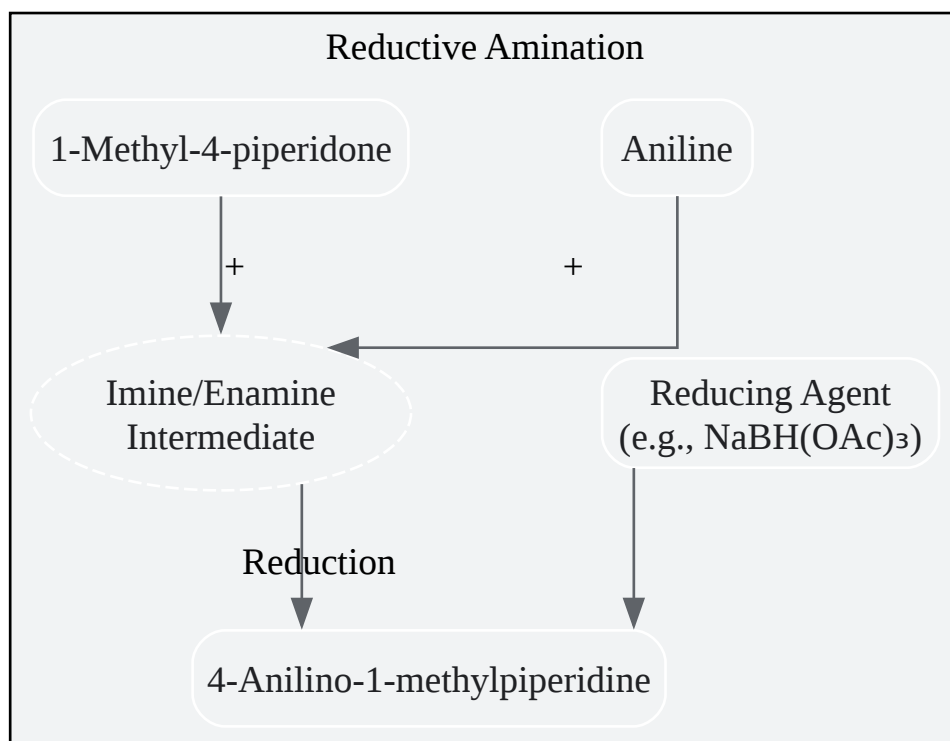 Reductive Amination
1-Methyl-4-piperidone
Aniline
+
+
Imine/Enamine
Intermediate
Reducing Agent
(e.g., NaBH(OAc)₃)
Reduction
4-Anilino-1-methylpiperidine